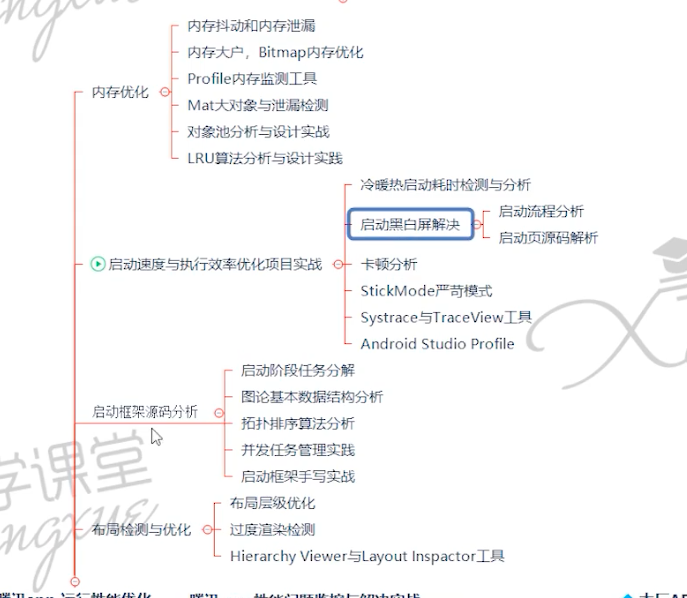 内存优化
内存抖动和内存泄漏
内存大户，Bitmap内存优化
Profile内存监测工具
Mat大对象与泄漏检测
对象池分析与设计实战
LRU算法分析与设计实践
启动速度与执行效率优化项目实战
冷暖热启动耗时检测与分析
启动黑白屏解决
启动流程分析
启动页源码解析
卡顿分析
StickMode严苛模式
Systrace与TraceView工具
Android Studio Profile
启动框架源码分析
启动阶段任务分解
图论基本数据结构分析
拓扑排序算法分析
并发任务管理实践
启动框架手写实战
布局检测与优化
布局层级优化
过度渲染检测
Hierarchy Viewer与Layout Inspactor工具
学课堂